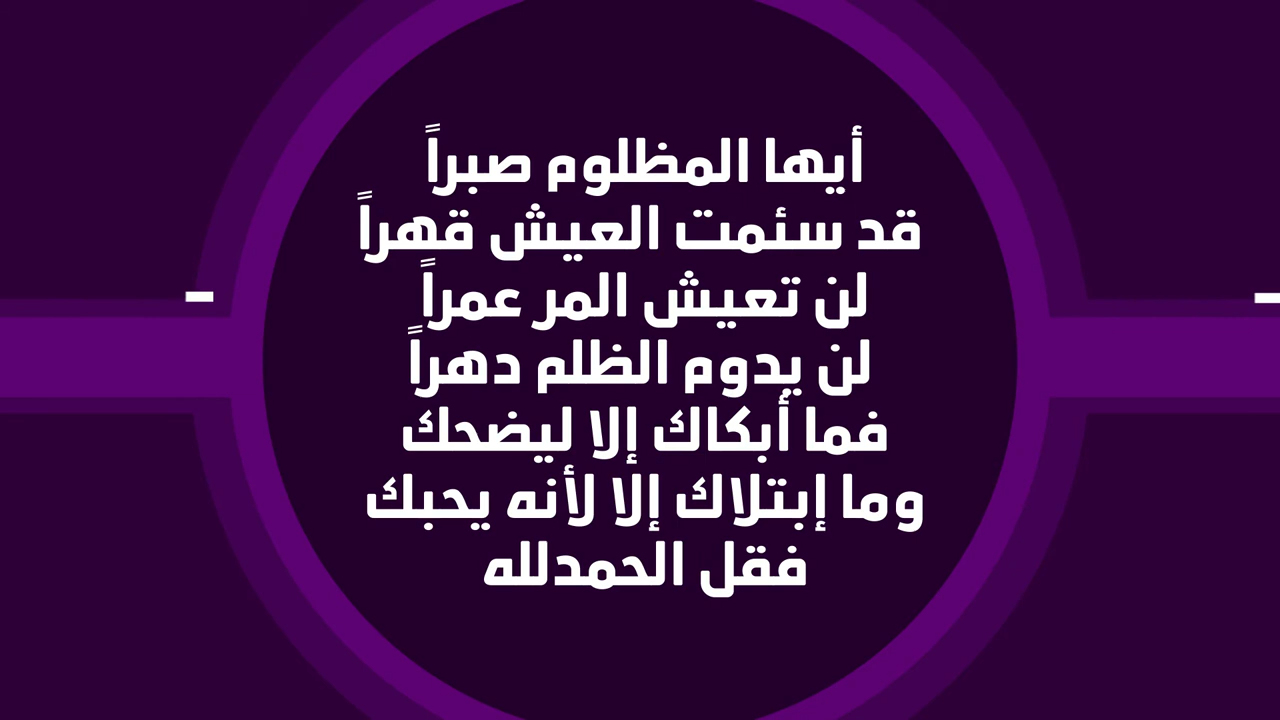 أيها المظلوم صبراً
قد سئمت العيش قهراً
لن تعيش المر عمراً
لن يدوم الظلم دهراً
فما أبكاك إلا ليضحك
وما إبتلاك إلا لأنه يحبك
فقل الحمدلله